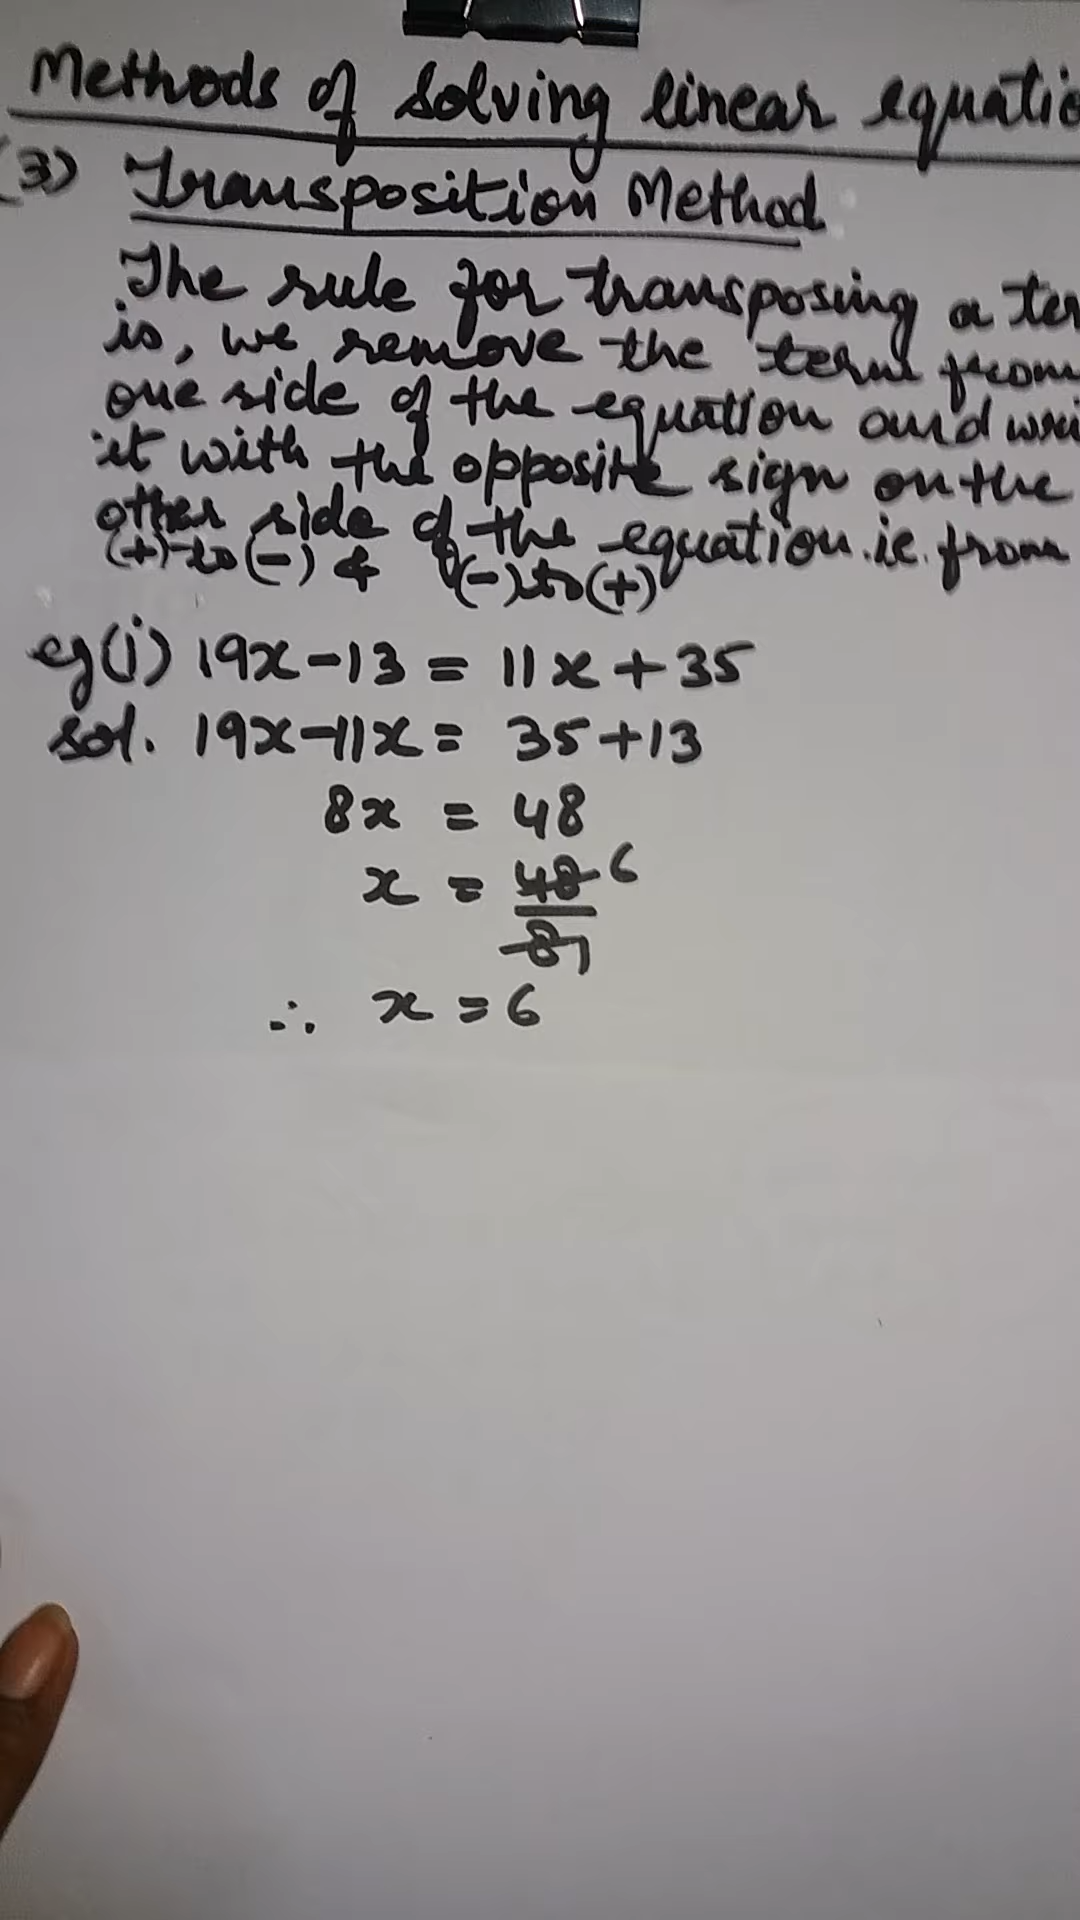 Methods of solving linear equatio
(3) Transposition Method
The rule for transposing a ter
is, we remove the term from
one side of the equation and wri
it with the opposite sign on the
other side of the equation.ie. from
(+) to (-) & (-) to (+)
eg(i) 19x-13 = 11x+35
sol. 19x-11x = 35+13
8x = 48
x = 48 6
81
∴ x = 6